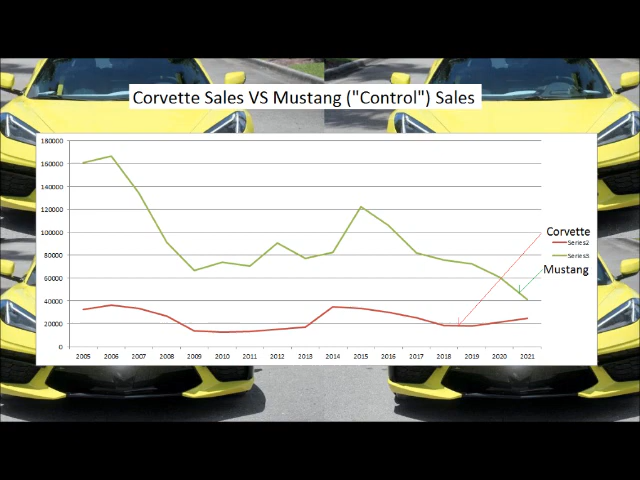 Corvette Sales VS Mustang ("Control") Sales
180000
160000
140000
120000
100000
80000
60000
40000
20000
0
2005 2006 2007 2008 2009 2010 2011 2012 2013 2014 2015 2016 2017 2018 2019 2020 2021
Corvette
Series2
Series3
Mustang